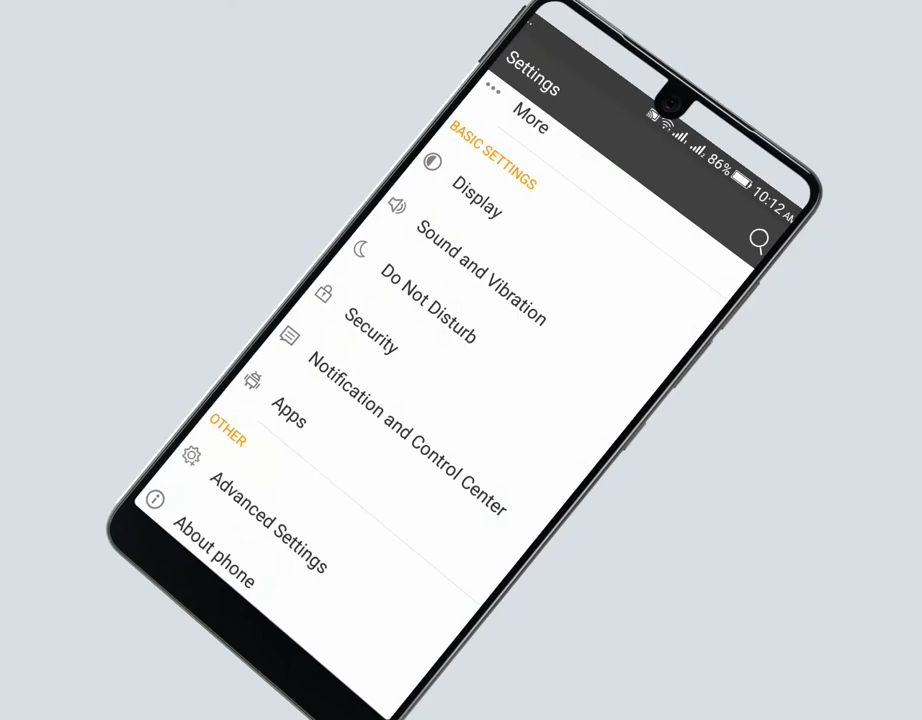 86% 10:12 AM
Settings
More
BASIC SETTINGS
Display
Sound and Vibration
Do Not Disturb
Security
Notification and Control Center
Apps
OTHER
Advanced Settings
About phone